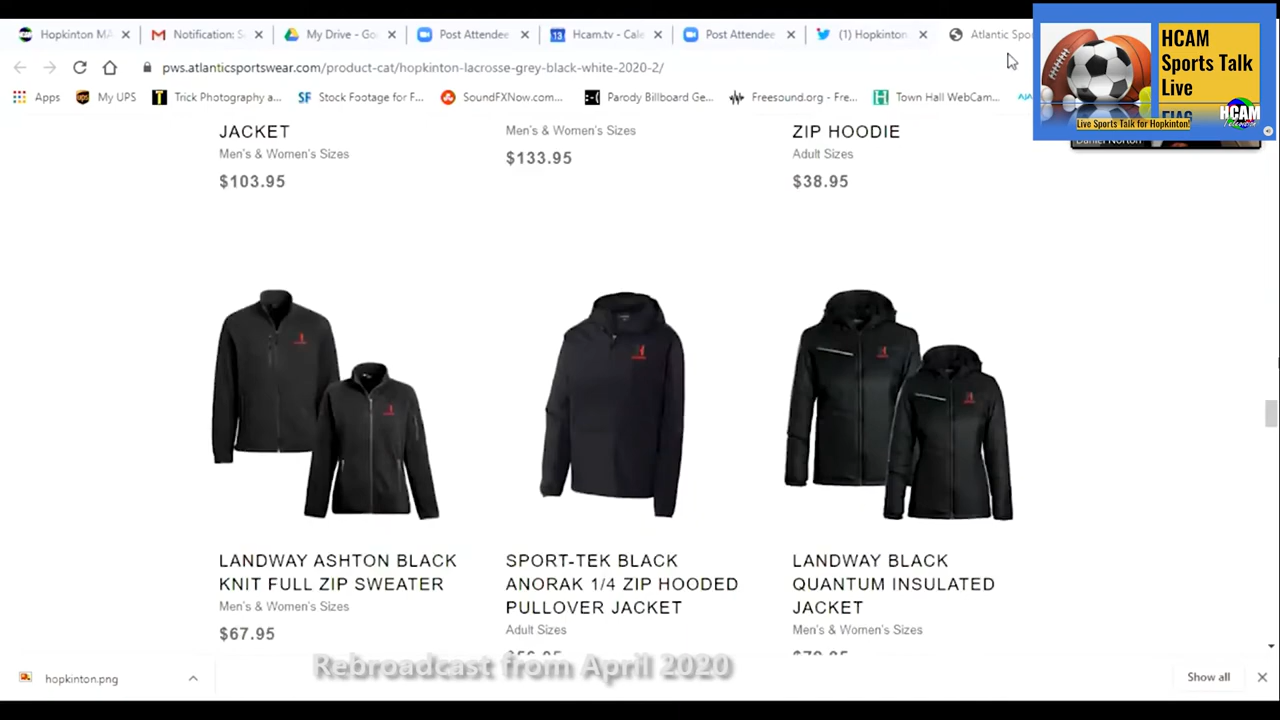 Hopkinton MA
Notification: S
My Drive - Go
Post Attendee
Hcam.tv - Cale
Post Attendee
(1) Hopkinton
Atlantic Spo
pws.atlanticsportswear.com/product-cat/hopkinton-lacrosse-grey-black-white-2020-2/
Apps
My UPS
Trick Photography a...
Stock Footage for F...
SoundFXNow.com...
Parody Billboard Ge...
Freesound.org - Fre...
Town Hall WebCam...
HCAM
Sports Talk
Live
Live Sports Talk for Hopkinton!
HCAM
Daniel Norton
JACKET
Men's & Women's Sizes
$103.95
Men's & Women's Sizes
$133.95
ZIP HOODIE
Adult Sizes
$38.95
LANDWAY ASHTON BLACK
KNIT FULL ZIP SWEATER
Men's & Women's Sizes
$67.95
SPORT-TEK BLACK
ANORAK 1/4 ZIP HOODED
PULLOVER JACKET
Adult Sizes
LANDWAY BLACK
QUANTUM INSULATED
JACKET
Men's & Women's Sizes
Rebroadcast from April 2020
hopkinton.png
Show all